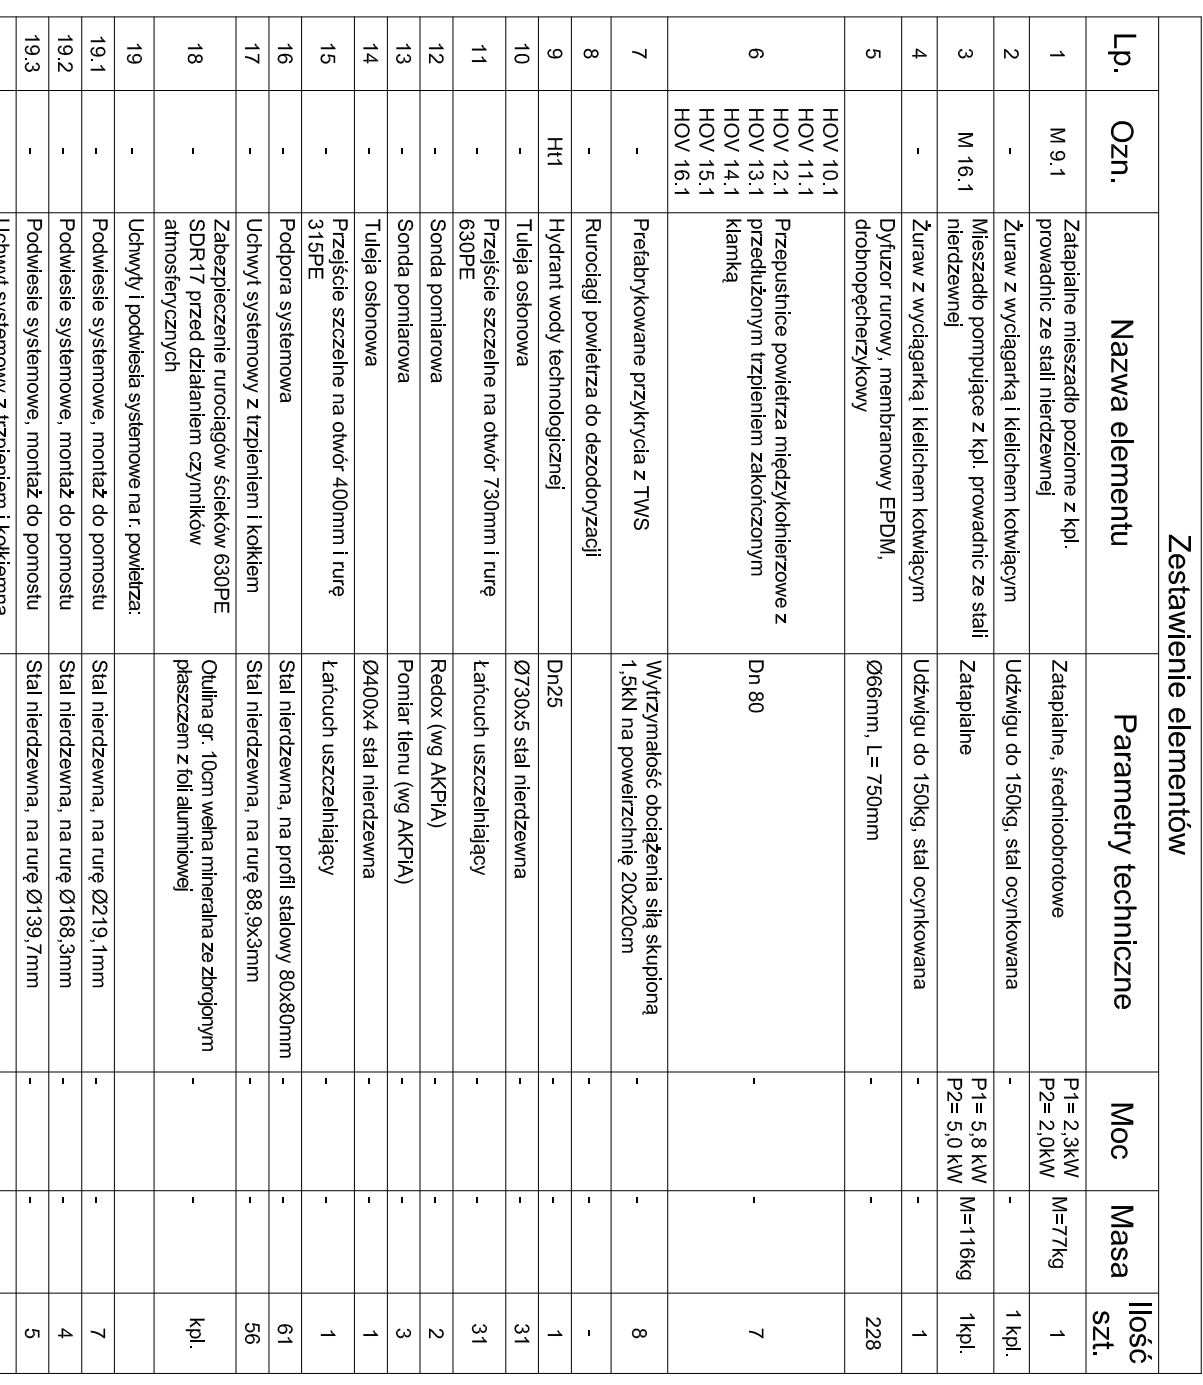 Zestawienie elementów
Lp. Ozn. Nazwa elementu Parametry techniczne Moc Masa Ilość
szt.
1 M 9.1 Zatapialne mieszadło poziome z kpl.
prowadnic ze stali nierdzewnej Zatapialne, średnioobrotowe P1= 2,3kW
P2= 2,0kW M=77kg 1
2 - Żuraw z wyciągarką i kielichem kotwiącym Udźwigu do 150kg, stal ocynkowana - - 1 kpl.
3 M 16.1 Mieszadło pompujące z kpl. prowadnic ze stali
nierdzewnej Zatapialne P1= 5,8 kW
P2= 5,0 kW M=116kg 1kpl.
4 - Żuraw z wyciągarką i kielichem kotwiącym Udźwigu do 150kg, stal ocynkowana - - 1
5 Dyfuzor rurowy, membranowy EPDM,
drobnopęcherzykowy Ø66mm, L= 750mm - - 228
6 HOV 10.1
HOV 11.1
HOV 12.1
HOV 13.1
HOV 14.1
HOV 15.1
HOV 16.1 Przepustnice powietrza międzykołnierzowe z
przedłużonym trzpieniem zakończonym
klamką Dn 80 - - 7
7 - Prefabrykowane przykrycia z TWS Wytrzymałość obciążenia siłą skupioną
1,5kN na poweirzchnię 20x20cm - - 8
8 - Rurociągi powietrza do dezodoryzacji - - -
9 Ht1 Hydrant wody technologicznej Dn25 - - 1
10 - Tuleja osłonowa Ø730x5 stal nierdzewna - - 31
11 - Przejście szczelne na otwór 730mm i rurę
630PE Łańcuch uszczelniający - - 31
12 - Sonda pomiarowa Redox (wg AKPiA) - - 2
13 - Sonda pomiarowa Pomiar tlenu (wg AKPiA) - - 3
14 - Tuleja osłonowa Ø400x4 stal nierdzewna - - 1
15 - Przejście szczelne na otwór 400mm i rurę
315PE Łańcuch uszczelniający - - 1
16 - Podpora systemowa Stal nierdzewna, na profil stalowy 80x80mm - - 61
17 - Uchwyt systemowy z trzpieniem i kołkiem Stal nierdzewna, na rurę 88,9x3mm - - 56
18 - Zabezpieczenie rurociągów ścieków 630PE
SDR17 przed działaniem czynników
atmosferycznych Otulina gr. 10cm wełna mineralna ze zbrojonym
płaszczem z foli aluminiowej - - kpl.
19 - Uchwyty i podwiesia systemowe na r. powietrza:
19.1 - Podwiesie systemowe, montaż do pomostu Stal nierdzewna, na rurę Ø219,1mm - - 7
19.2 - Podwiesie systemowe, montaż do pomostu Stal nierdzewna, na rurę Ø168,3mm - - 4
19.3 - Podwiesie systemowe, montaż do pomostu Stal nierdzewna, na rurę Ø139,7mm - - 5
Uchwyt systemowy z trzpieniem i kołkiemna